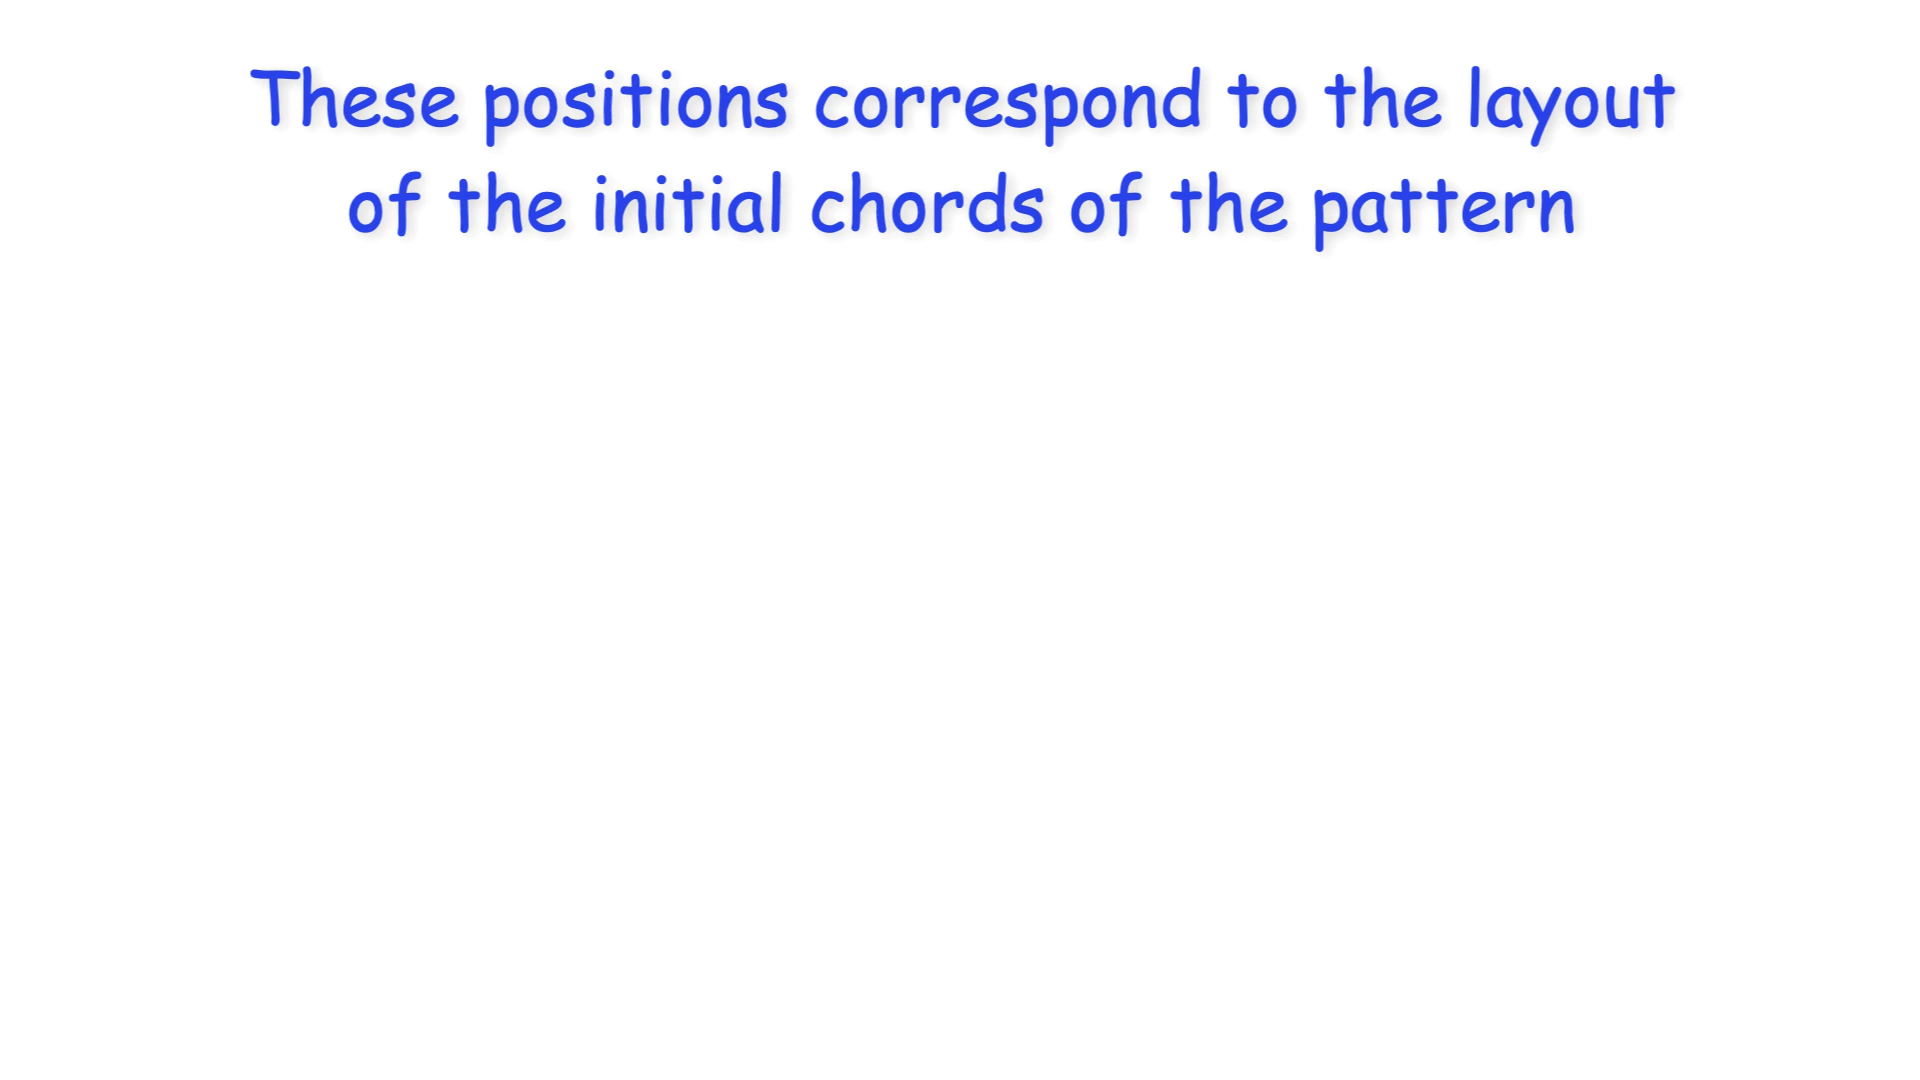 These positions correspond to the layout
of the initial chords of the pattern